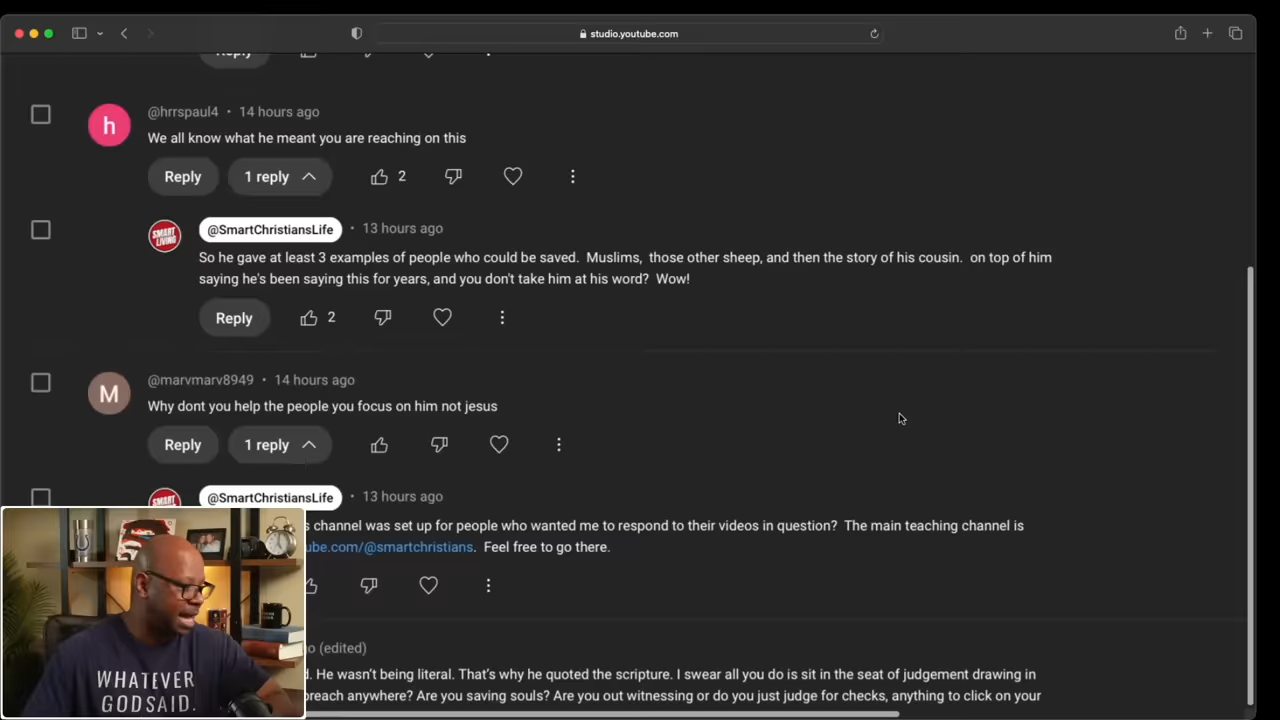 studio.youtube.com
Reply
h
@hrrspaul4 • 14 hours ago
We all know what he meant you are reaching on this
Reply 1 reply 2
SMART LIVING
@SmartChristiansLife • 13 hours ago
So he gave at least 3 examples of people who could be saved. Muslims, those other sheep, and then the story of his cousin. on top of him
saying he's been saying this for years, and you don't take him at his word? Wow!
Reply 2
M
@marvmarv8949 • 14 hours ago
Why dont you help the people you focus on him not jesus
Reply 1 reply
SMART
@SmartChristiansLife • 13 hours ago
channel was set up for people who wanted me to respond to their videos in question? The main teaching channel is
ube.com/@smartchristians. Feel free to go there.
(edited)
. He wasn't being literal. That's why he quoted the scripture. I swear all you do is sit in the seat of judgement drawing in
preach anywhere? Are you saving souls? Are you out witnessing or do you just judge for checks, anything to click on your
WHATEVER
GODSAID.